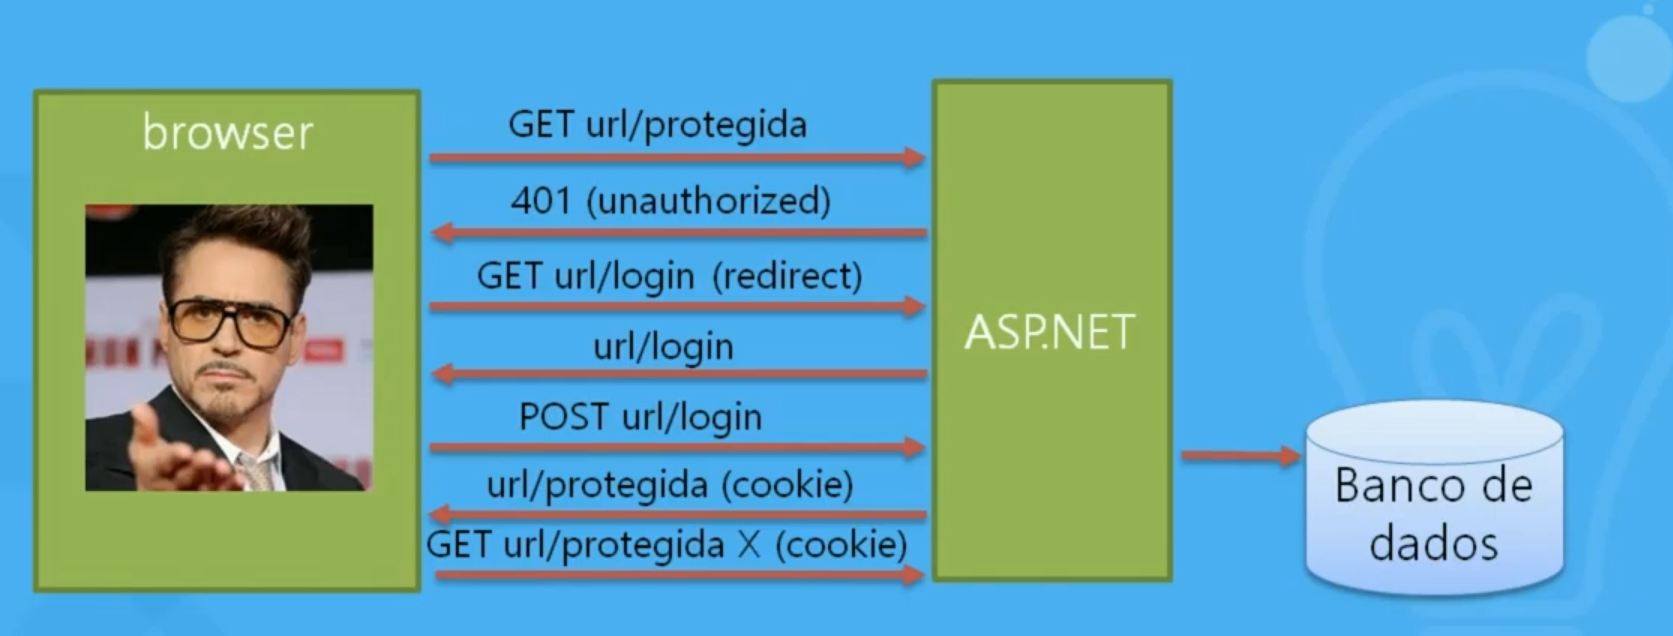 browser
GET url/protegida
401 (unauthorized)
GET url/login (redirect)
url/login
POST url/login
url/protegida (cookie)
GET url/protegida X (cookie)
ASP.NET
Banco de
dados